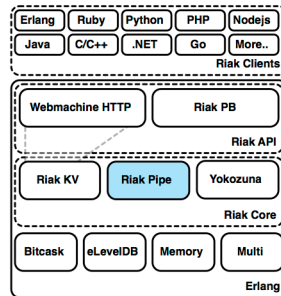 Erlang Ruby Python PHP Nodejs
Java C/C++ .NET Go More..
Riak Clients
Webmachine HTTP Riak PB
Riak API
Riak KV Riak Pipe Yokozuna
Riak Core
Bitcask eLevelDB Memory Multi
Erlang